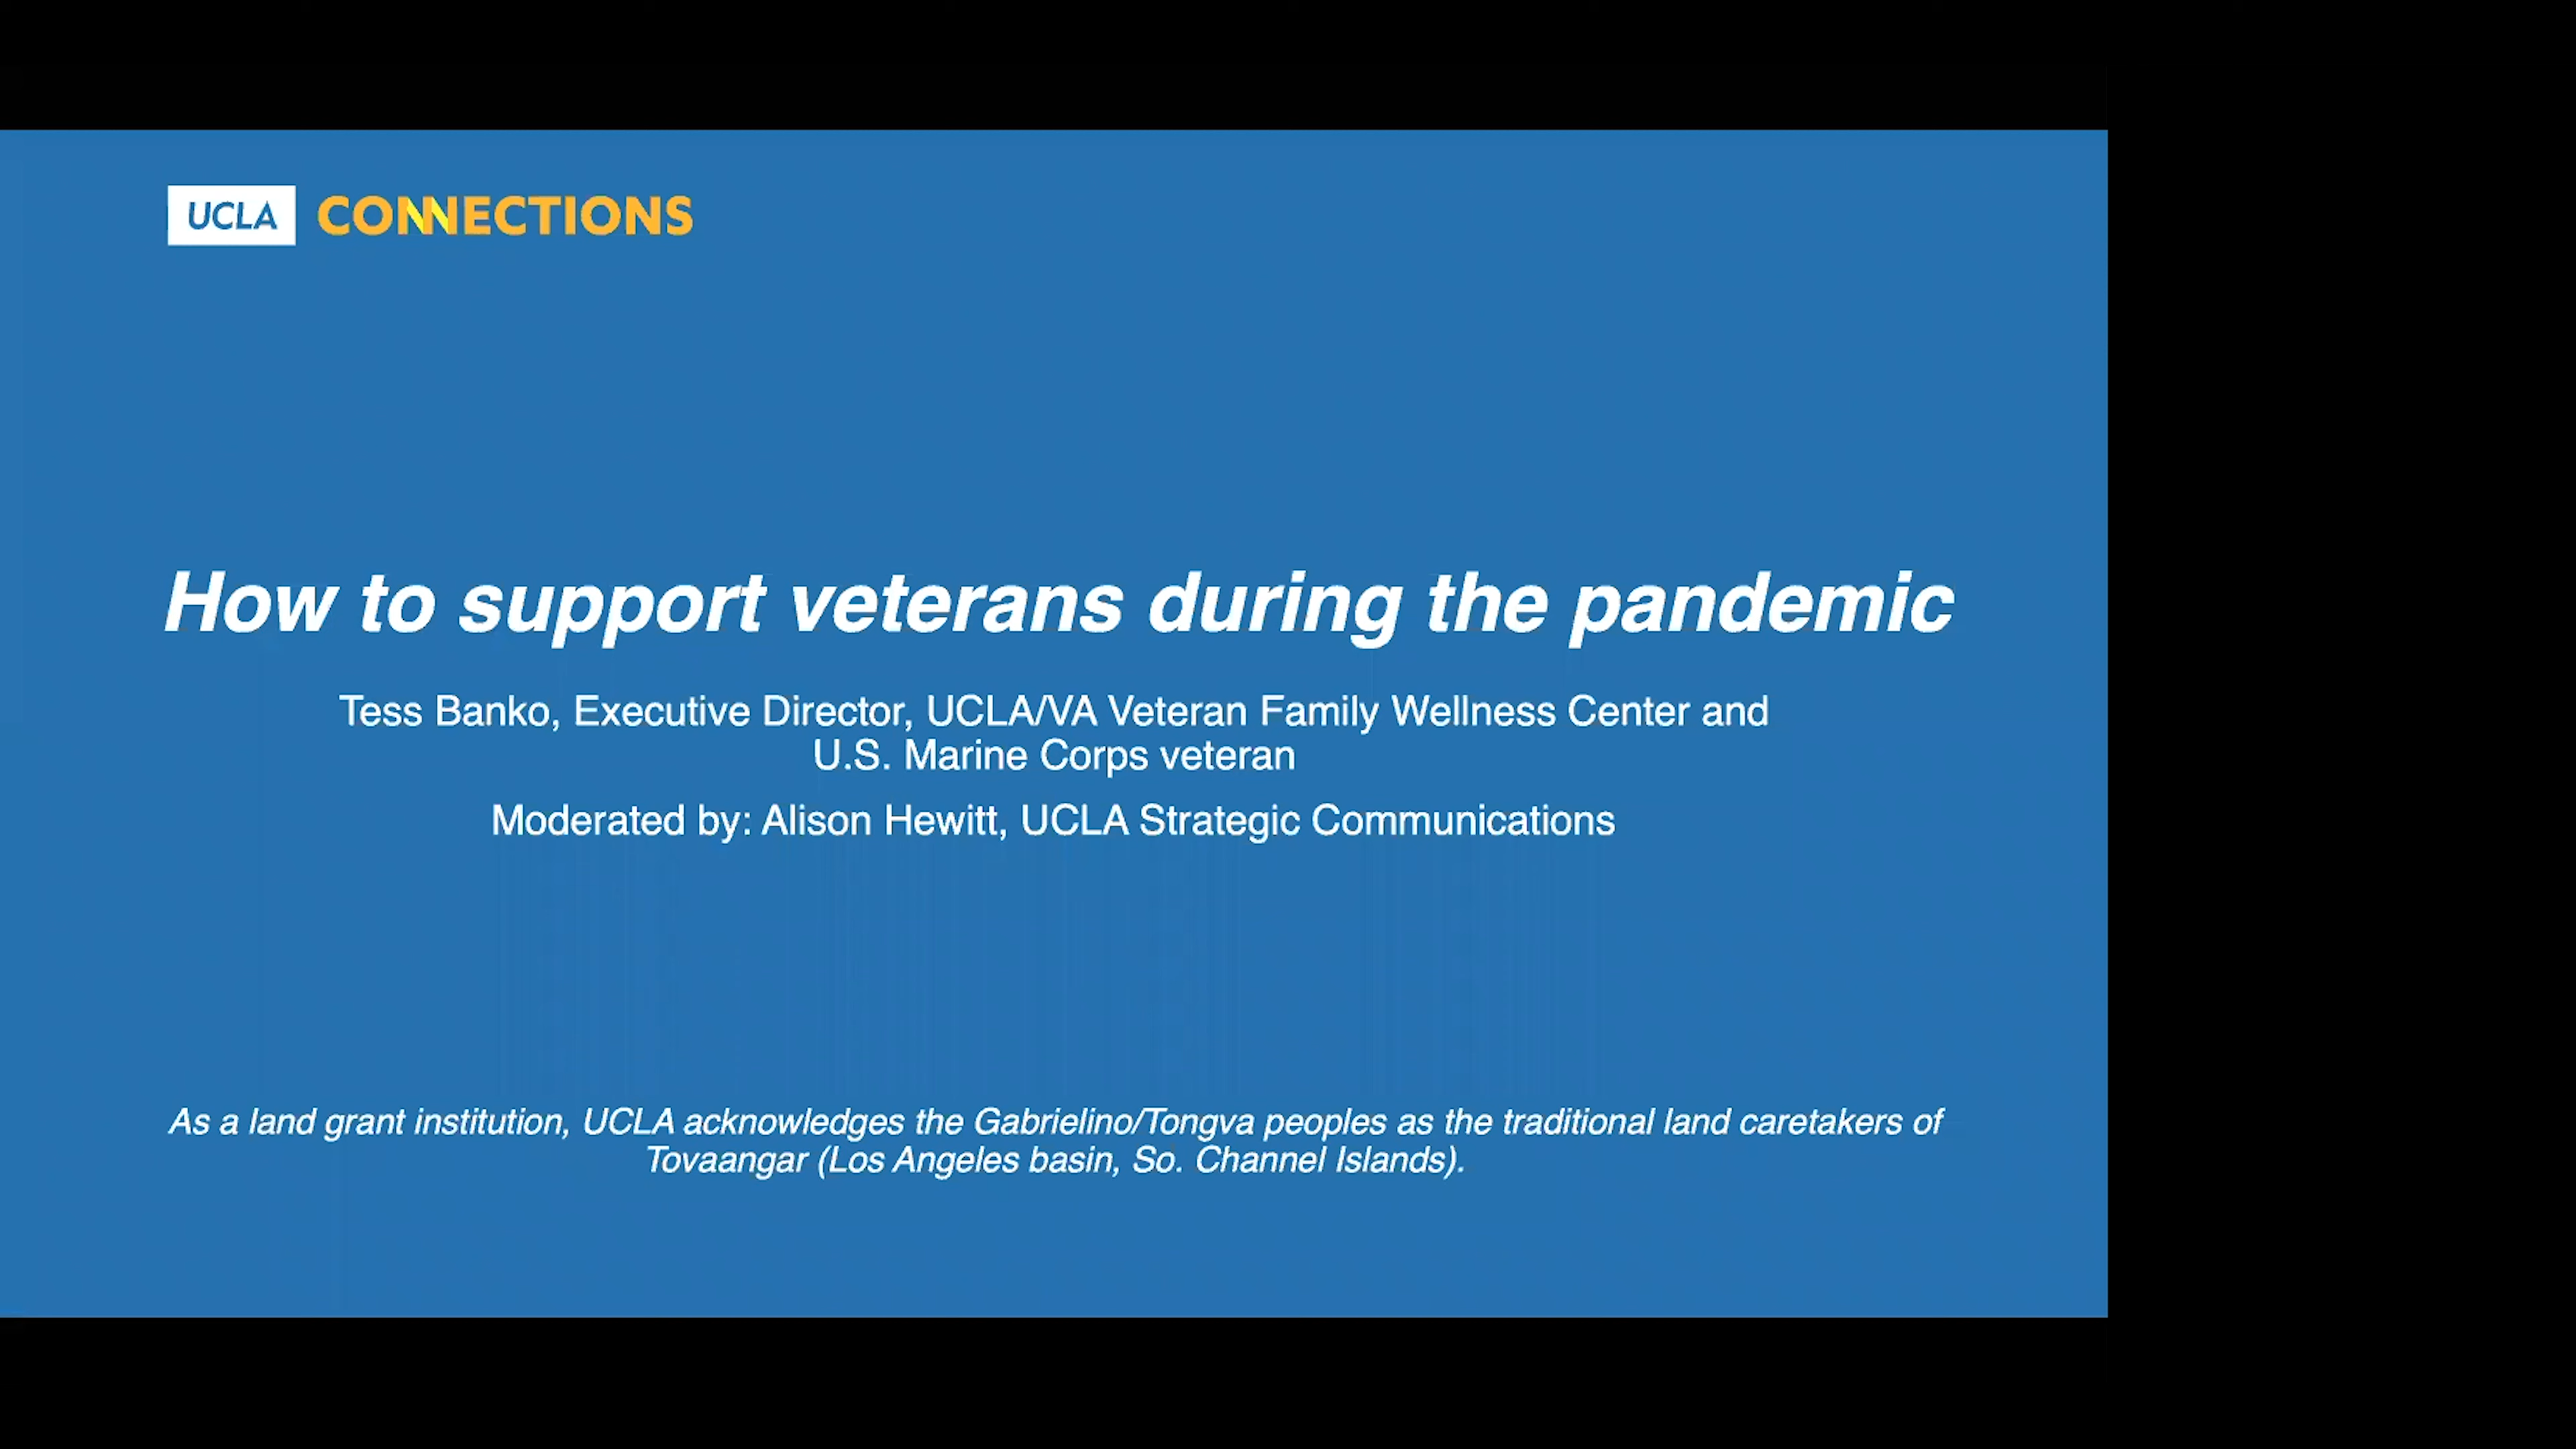 UCLA CONNECTIONS
How to support veterans during the pandemic
Tess Banko, Executive Director, UCLA/VA Veteran Family Wellness Center and
U.S. Marine Corps veteran
Moderated by: Alison Hewitt, UCLA Strategic Communications
As a land grant institution, UCLA acknowledges the Gabrielino/Tongva peoples as the traditional land caretakers of
Tovaangar (Los Angeles basin, So. Channel Islands).